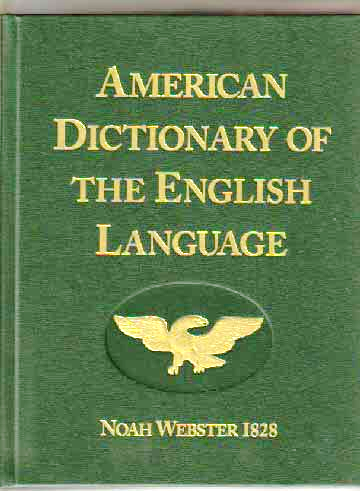 AMERICAN
DICTIONARY OF
THE ENGLISH
LANGUAGE
NOAH WEBSTER 1828